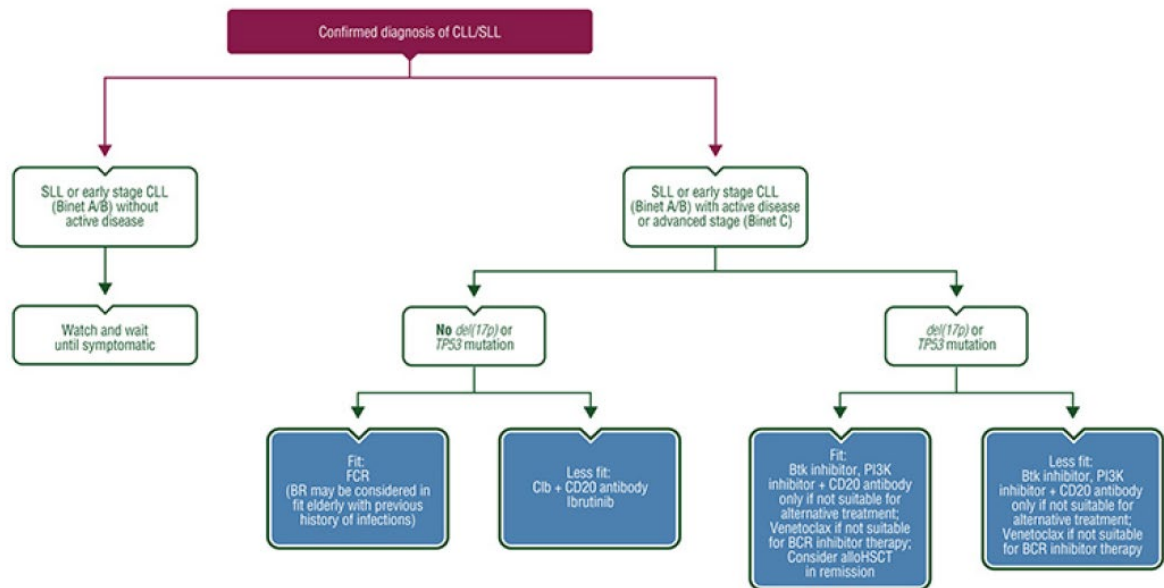 Confirmed diagnosis of CLL/SLL
SLL or early stage CLL
(Binet A/B) without
active disease
SLL or early stage CLL
(Binet A/B) with active disease
or advanced stage (Binet C)
Watch and wait
until symptomatic
No del(17p) or
TP53 mutation
del(17p) or
TP53 mutation
Fit:
FCR
(BR may be considered in
fit elderly with previous
history of infections)
Less fit:
Clb + CD20 antibody
Ibrutinib
Fit:
Btk inhibitor, PI3K
inhibitor + CD20 antibody
only if not suitable for
alternative treatment;
Venetoclax if not suitable
for BCR inhibitor therapy;
Consider alloHSCT
in remission
Less fit:
Btk inhibitor, PI3K
inhibitor + CD20 antibody
only if not suitable for
alternative treatment;
Venetoclax if not suitable
for BCR inhibitor therapy